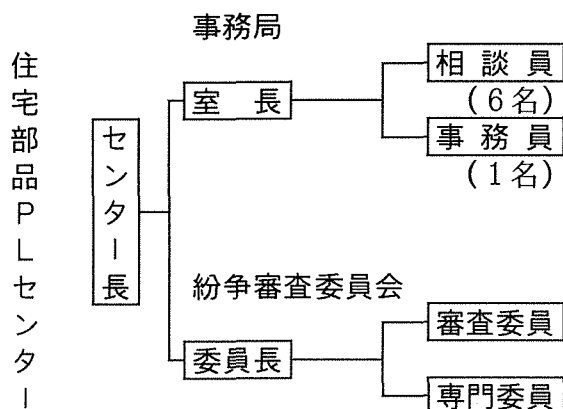 住宅部品PLセンター
センター長
事務局
室長
相談員
(6名)
事務員
(1名)
紛争審査委員会
委員長
審査委員
専門委員